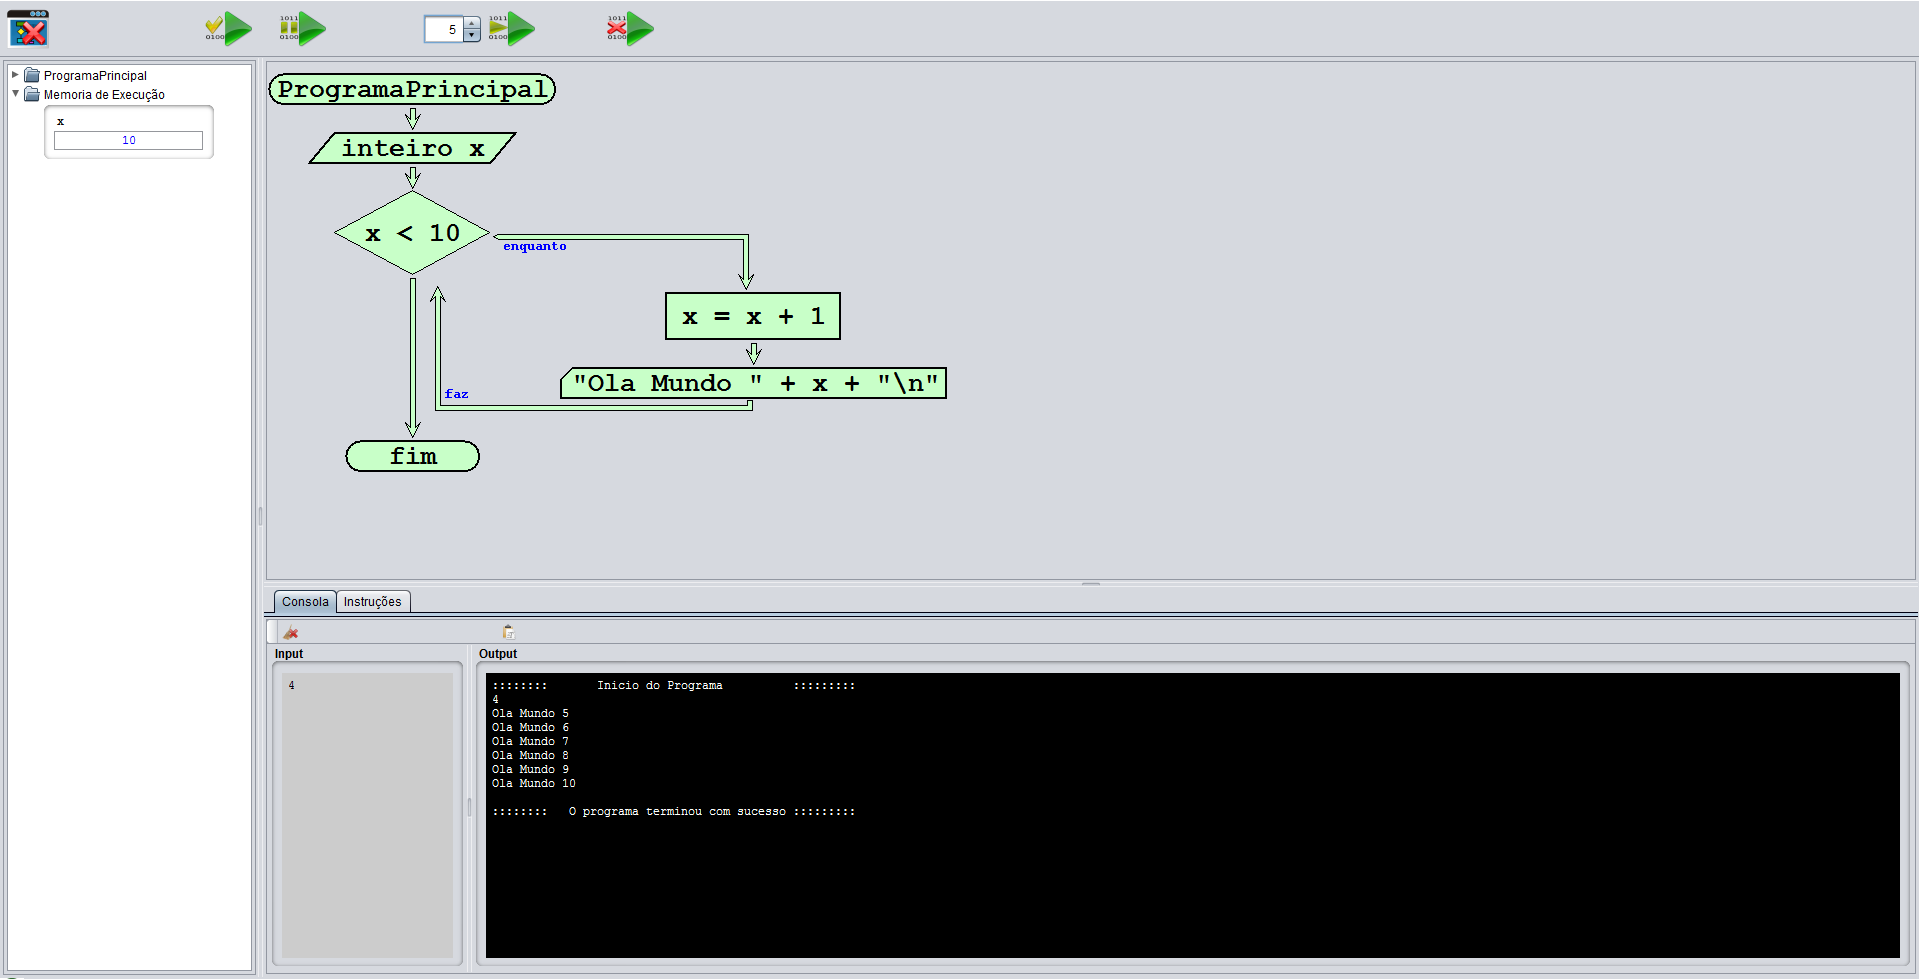 5
ProgramaPrincipal
Memoria de Execução
x
10
ProgramaPrincipal
inteiro x
x < 10
enquanto
x = x + 1
"Ola Mundo " + x + "\n"
faz
fim
Consola Instruções
Input
4
Output
:::::::: Inicio do Programa :::::::::
4
Ola Mundo 5
Ola Mundo 6
Ola Mundo 7
Ola Mundo 8
Ola Mundo 9
Ola Mundo 10
:::::::: O programa terminou com sucesso :::::::::